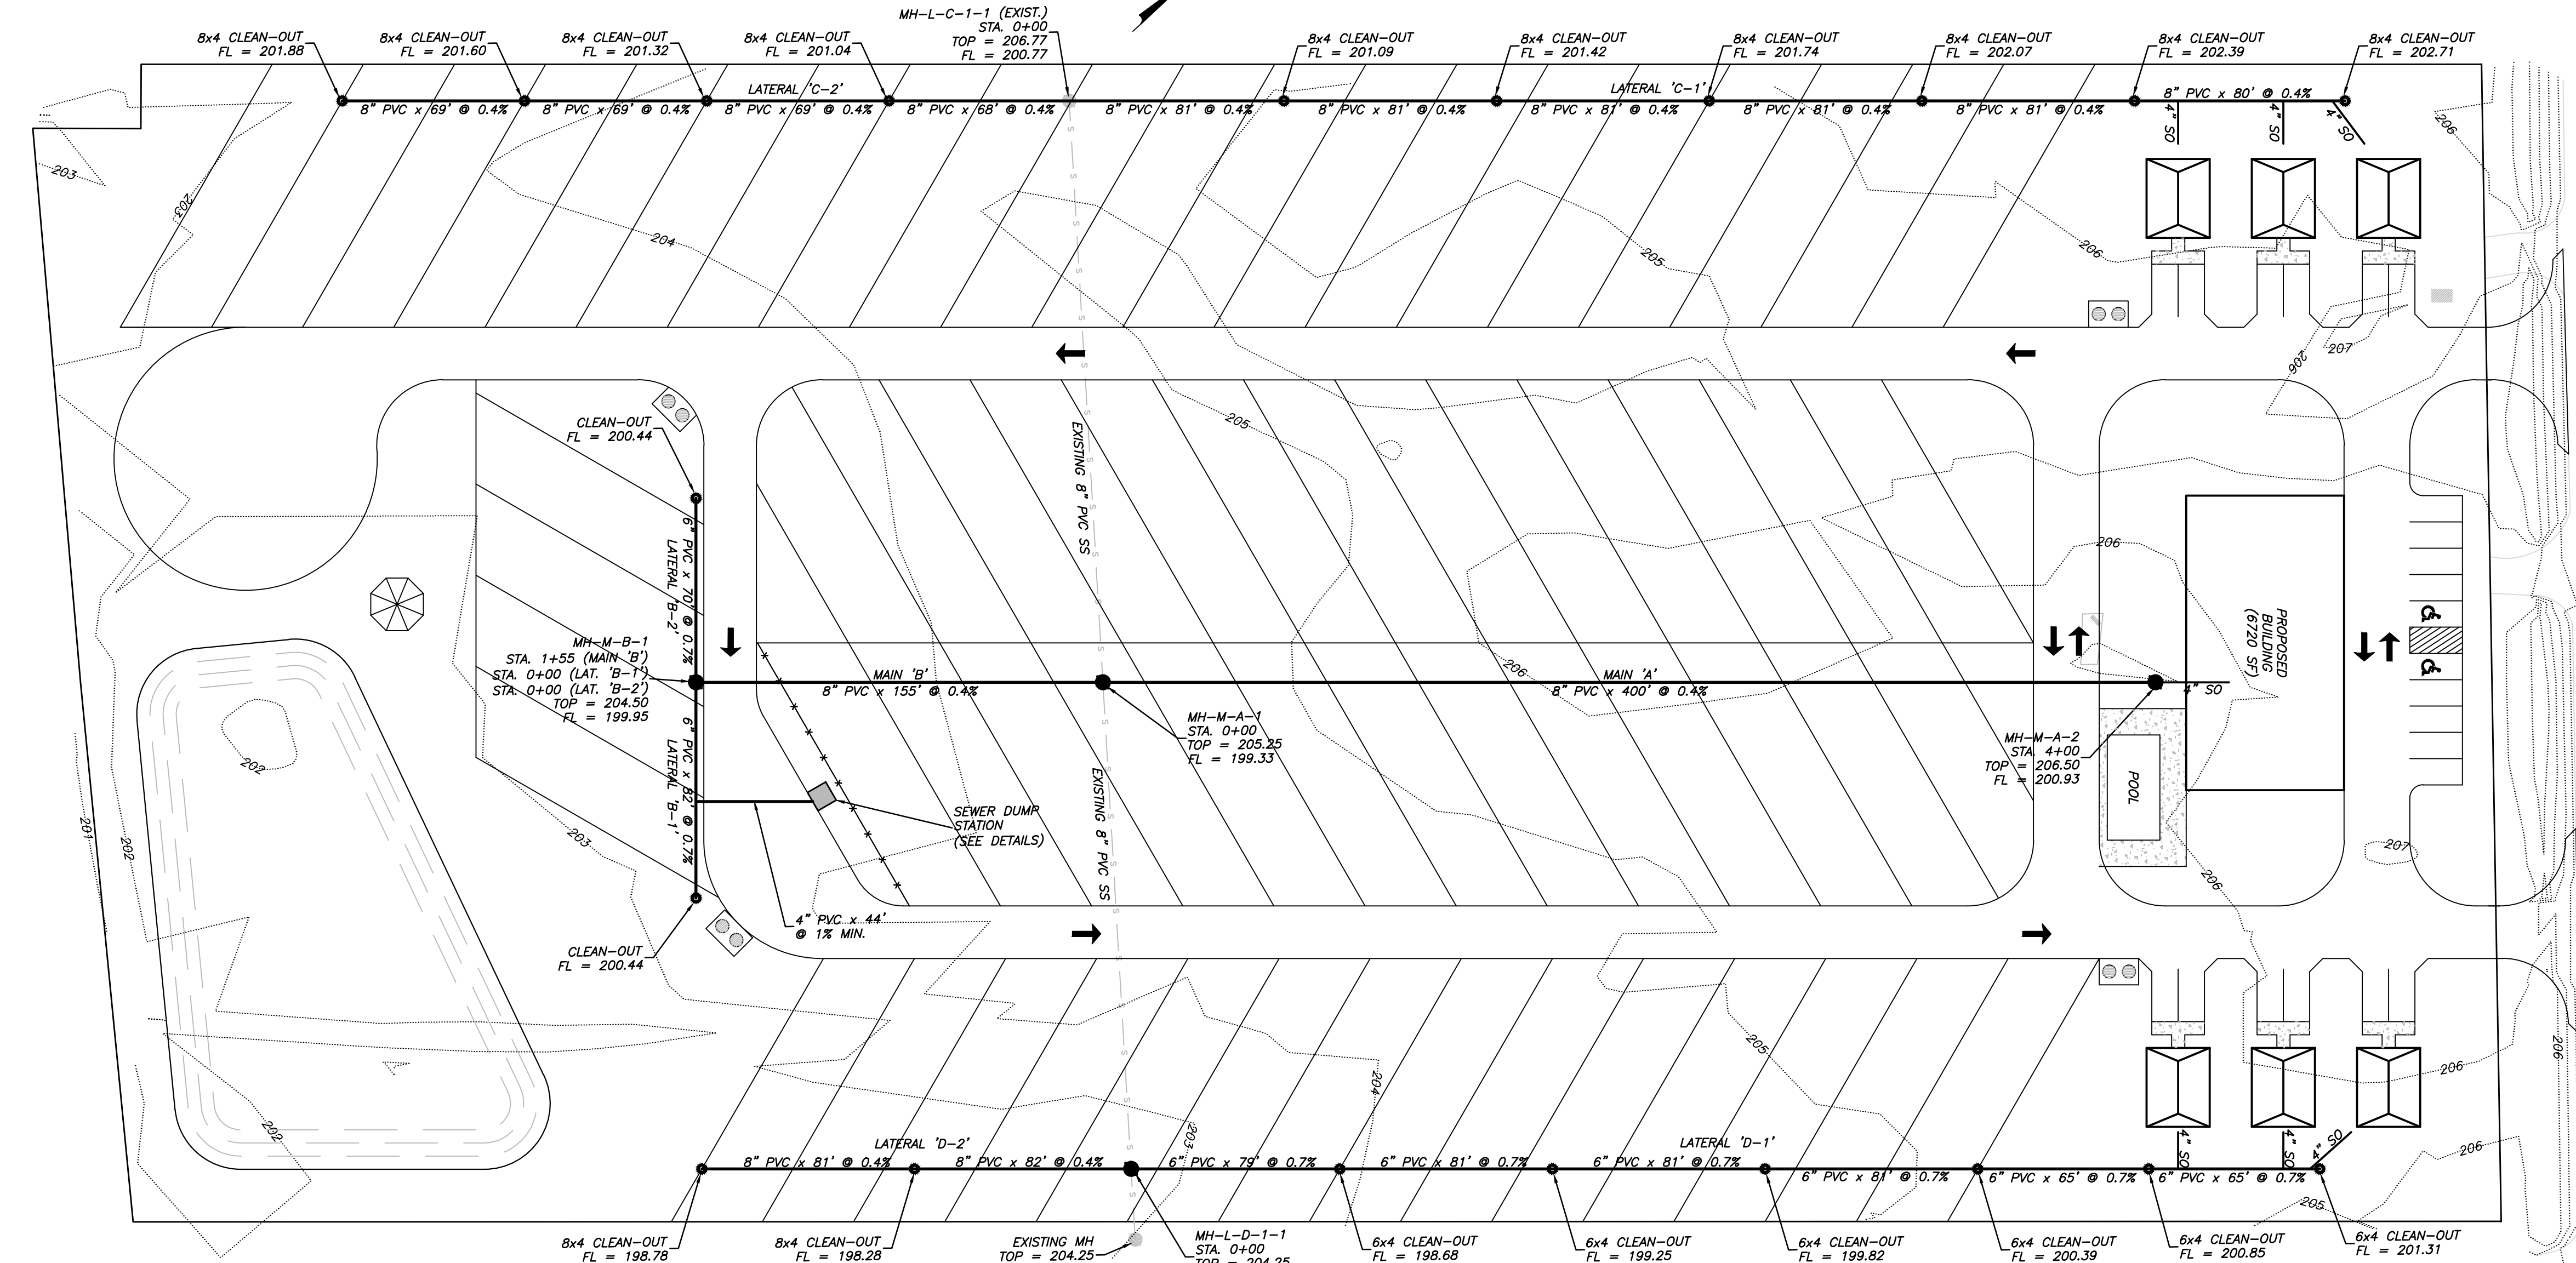 MH-L-C-1-1 (EXIST.)
STA. 0+00
TOP = 206.77
FL = 200.77
8x4 CLEAN-OUT
FL = 201.88
8x4 CLEAN-OUT
FL = 201.60
8x4 CLEAN-OUT
FL = 201.32
8x4 CLEAN-OUT
FL = 201.04
8x4 CLEAN-OUT
FL = 201.09
8x4 CLEAN-OUT
FL = 201.42
8x4 CLEAN-OUT
FL = 201.74
8x4 CLEAN-OUT
FL = 202.07
8x4 CLEAN-OUT
FL = 202.39
8x4 CLEAN-OUT
FL = 202.71
LATERAL 'C-2'
LATERAL 'C-1'
8" PVC x 69' @ 0.4%
8" PVC x 69' @ 0.4%
8" PVC x 69' @ 0.4%
8" PVC x 68' @ 0.4%
8" PVC x 81' @ 0.4%
8" PVC x 81' @ 0.4%
8" PVC x 81' @ 0.4%
8" PVC x 81' @ 0.4%
8" PVC x 81' @ 0.4%
8" PVC x 80' @ 0.4%
4" SO
4" SO
4" SO
206
203
203
204
205
206
206
207
205
CLEAN-OUT
FL = 200.44
EXISTING 8" PVC SS
6" PVC x 70' @ 0.7%
LATERAL 'B-2'
206
PROPOSED
BUILDING
(6720 SF)
MH-M-B-1
STA. 1+55 (MAIN 'B')
STA. 0+00 (LAT. 'B-1')
STA. 0+00 (LAT. 'B-2')
TOP = 204.50
FL = 199.95
MAIN 'B'
8" PVC x 155' @ 0.4%
206
MAIN 'A'
8" PVC x 400' @ 0.4%
4" SO
MH-M-A-1
STA. 0+00
TOP = 205.25
FL = 199.33
MH-M-A-2
STA. 4+00
TOP = 206.50
FL = 200.93
POOL
202
6" PVC x 82' @ 0.7%
LATERAL 'B-1'
EXISTING 8" PVC SS
SEWER DUMP
STATION
(SEE DETAILS)
201
202
203
207
206
4" PVC x 44'
@ 1% MIN.
CLEAN-OUT
FL = 200.44
205
204
206
206
202
203
206
205
LATERAL 'D-2'
LATERAL 'D-1'
4" SO
4" SO
4" SO
8" PVC x 81' @ 0.4%
8" PVC x 82' @ 0.4%
6" PVC x 79' @ 0.7%
6" PVC x 81' @ 0.7%
6" PVC x 81' @ 0.7%
6" PVC x 81' @ 0.7%
6" PVC x 65' @ 0.7%
6" PVC x 65' @ 0.7%
8x4 CLEAN-OUT
FL = 198.78
8x4 CLEAN-OUT
FL = 198.28
EXISTING MH
TOP = 204.25
MH-L-D-1-1
STA. 0+00
TOP = 204.25
6x4 CLEAN-OUT
FL = 198.68
6x4 CLEAN-OUT
FL = 199.25
6x4 CLEAN-OUT
FL = 199.82
6x4 CLEAN-OUT
FL = 200.39
6x4 CLEAN-OUT
FL = 200.85
6x4 CLEAN-OUT
FL = 201.31